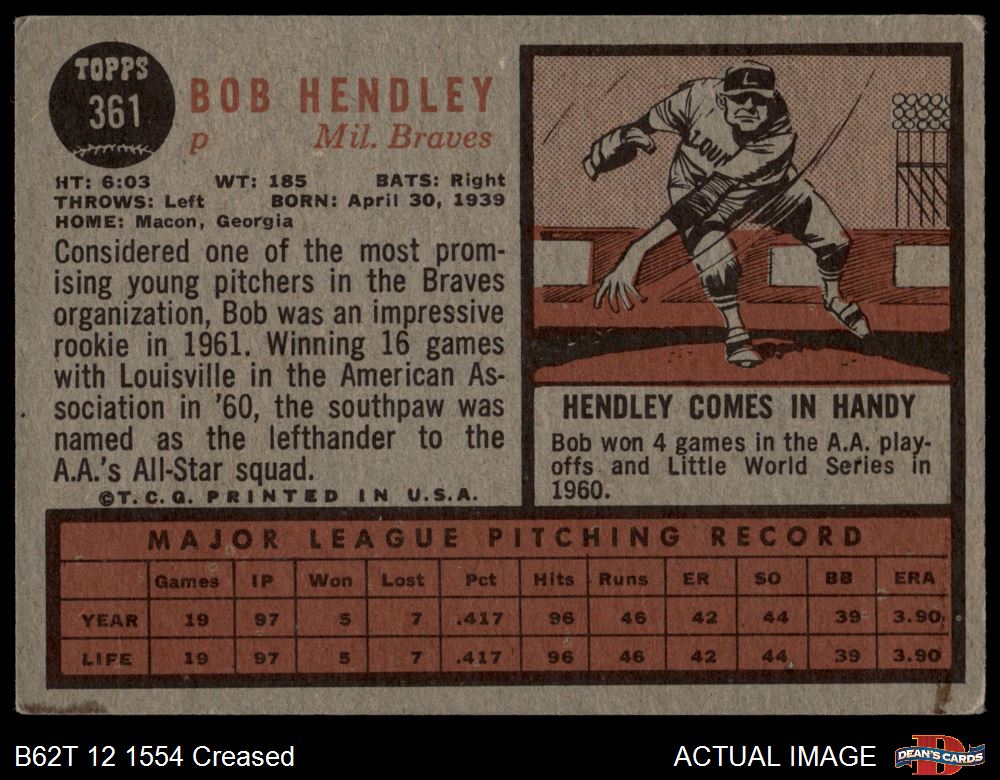 TOPPS
361
BOB HENDLEY
p Mil. Braves
HT: 6:03 WT: 185 BATS: Right
THROWS: Left BORN: April 30, 1939
HOME: Macon, Georgia
Considered one of the most prom-
ising young pitchers in the Braves
organization, Bob was an impressive
rookie in 1961. Winning 16 games
with Louisville in the American As-
sociation in '60, the southpaw was
named as the lefthander to the
A.A.'s All-Star squad.
©T.C.G. PRINTED IN U.S.A.
L
LOUI
HENDLEY COMES IN HANDY
Bob won 4 games in the A.A. play-
offs and Little World Series in
1960.
MAJOR LEAGUE PITCHING RECORD
Games IP Won Lost Pct Hits Runs ER SO BB ERA
YEAR 19 97 5 7 .417 96 46 42 44 39 3.90
LIFE 19 97 5 7 .417 96 46 42 44 39 3.90
B62T 12 1554 Creased
ACTUAL IMAGE
DEAN'S CARDS